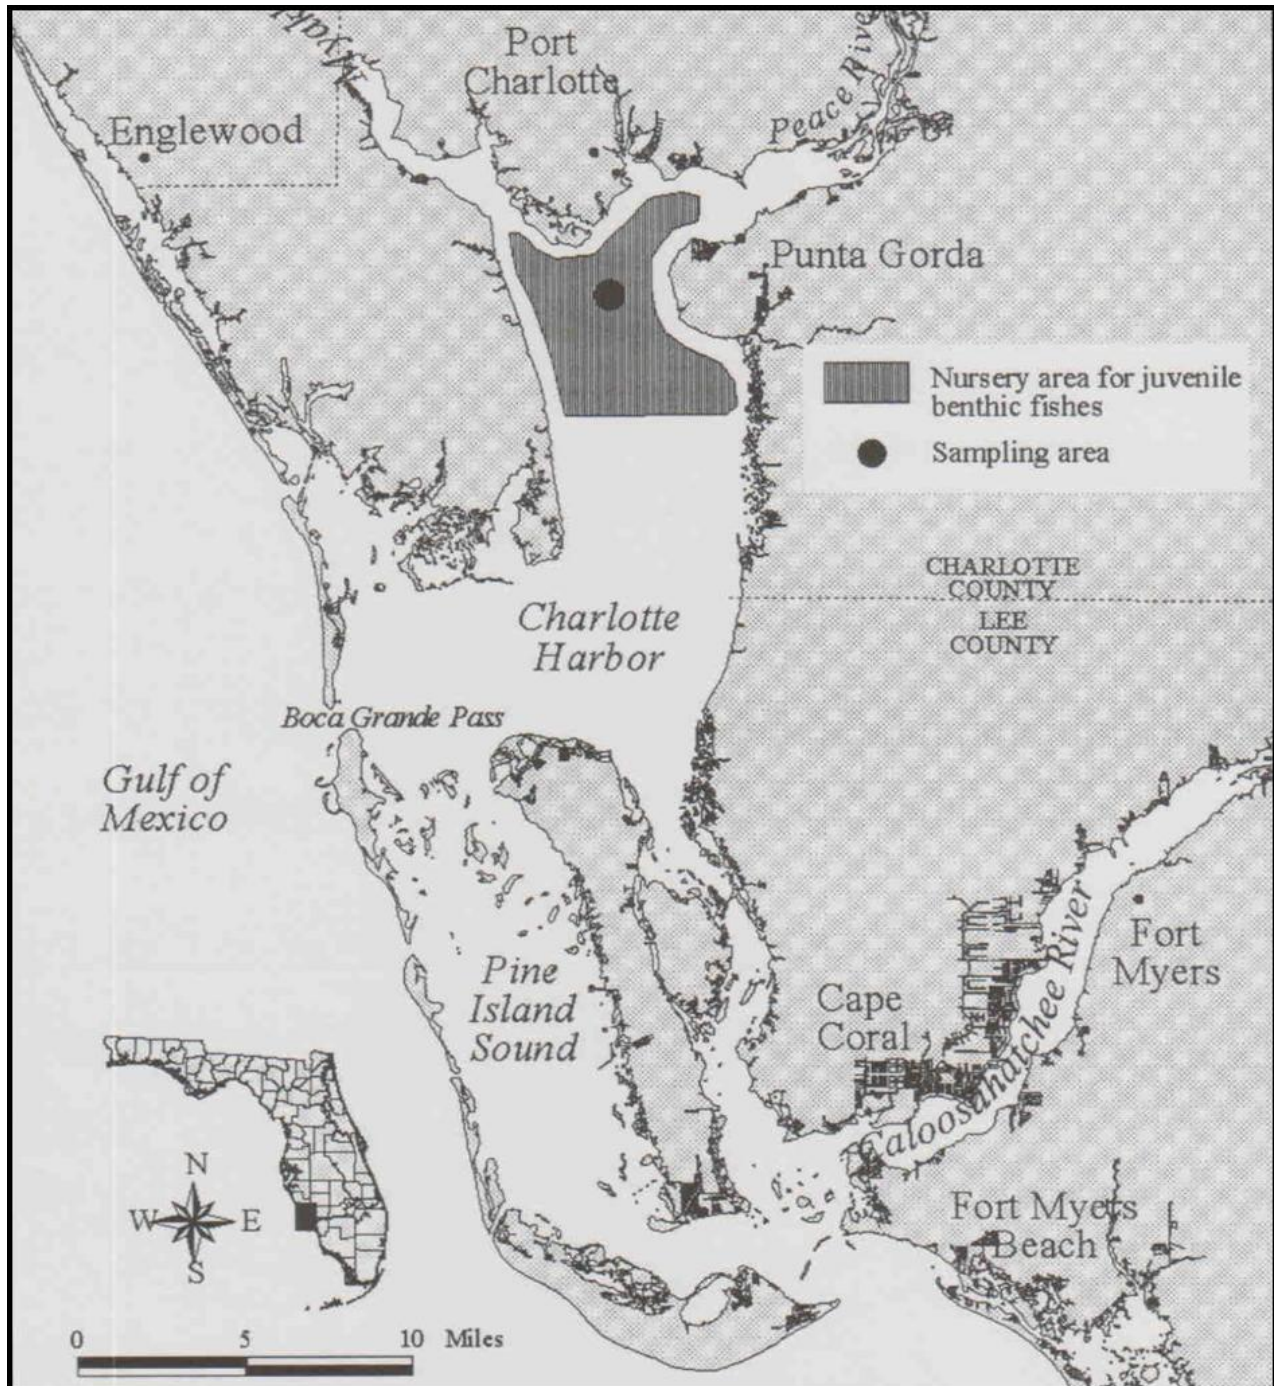 Myakk
Port
Charlotte
Peace River
Englewood
Punta Gorda
Nursery area for juvenile
benthic fishes
Sampling area
CHARLOTTE
COUNTY
LEE
COUNTY
Charlotte
Harbor
Boca Grande Pass
Gulf of
Mexico
Pine
Island
Sound
Cape
Coral
Fort
Myers
Caloosahatchee River
Fort Myers
Beach
N
W E
S
0 5 10 Miles